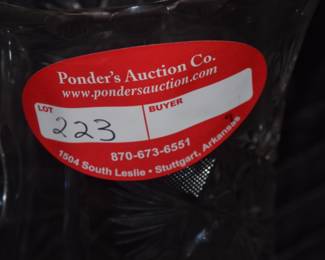 Ponder's Auction Co.
www.pondersauction.com
LOT BUYER
223
870-673-6551
1504 South Leslie • Stuttgart, Arkansas